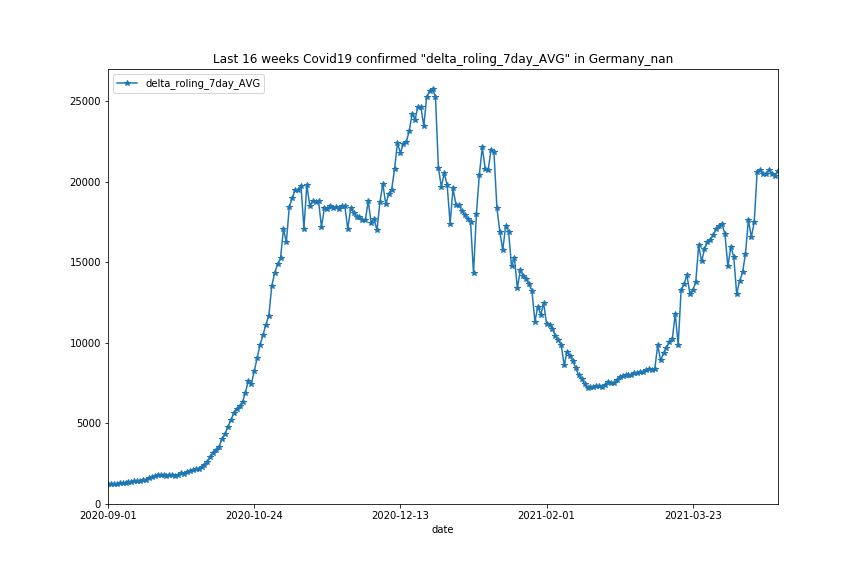 Last 16 weeks Covid19 confirmed "delta_roling_7day_AVG" in Germany_nan
delta_roling_7day_AVG
25000
20000
15000
10000
5000
0
2020-09-01 2020-10-24 2020-12-13 2021-02-01 2021-03-23
date